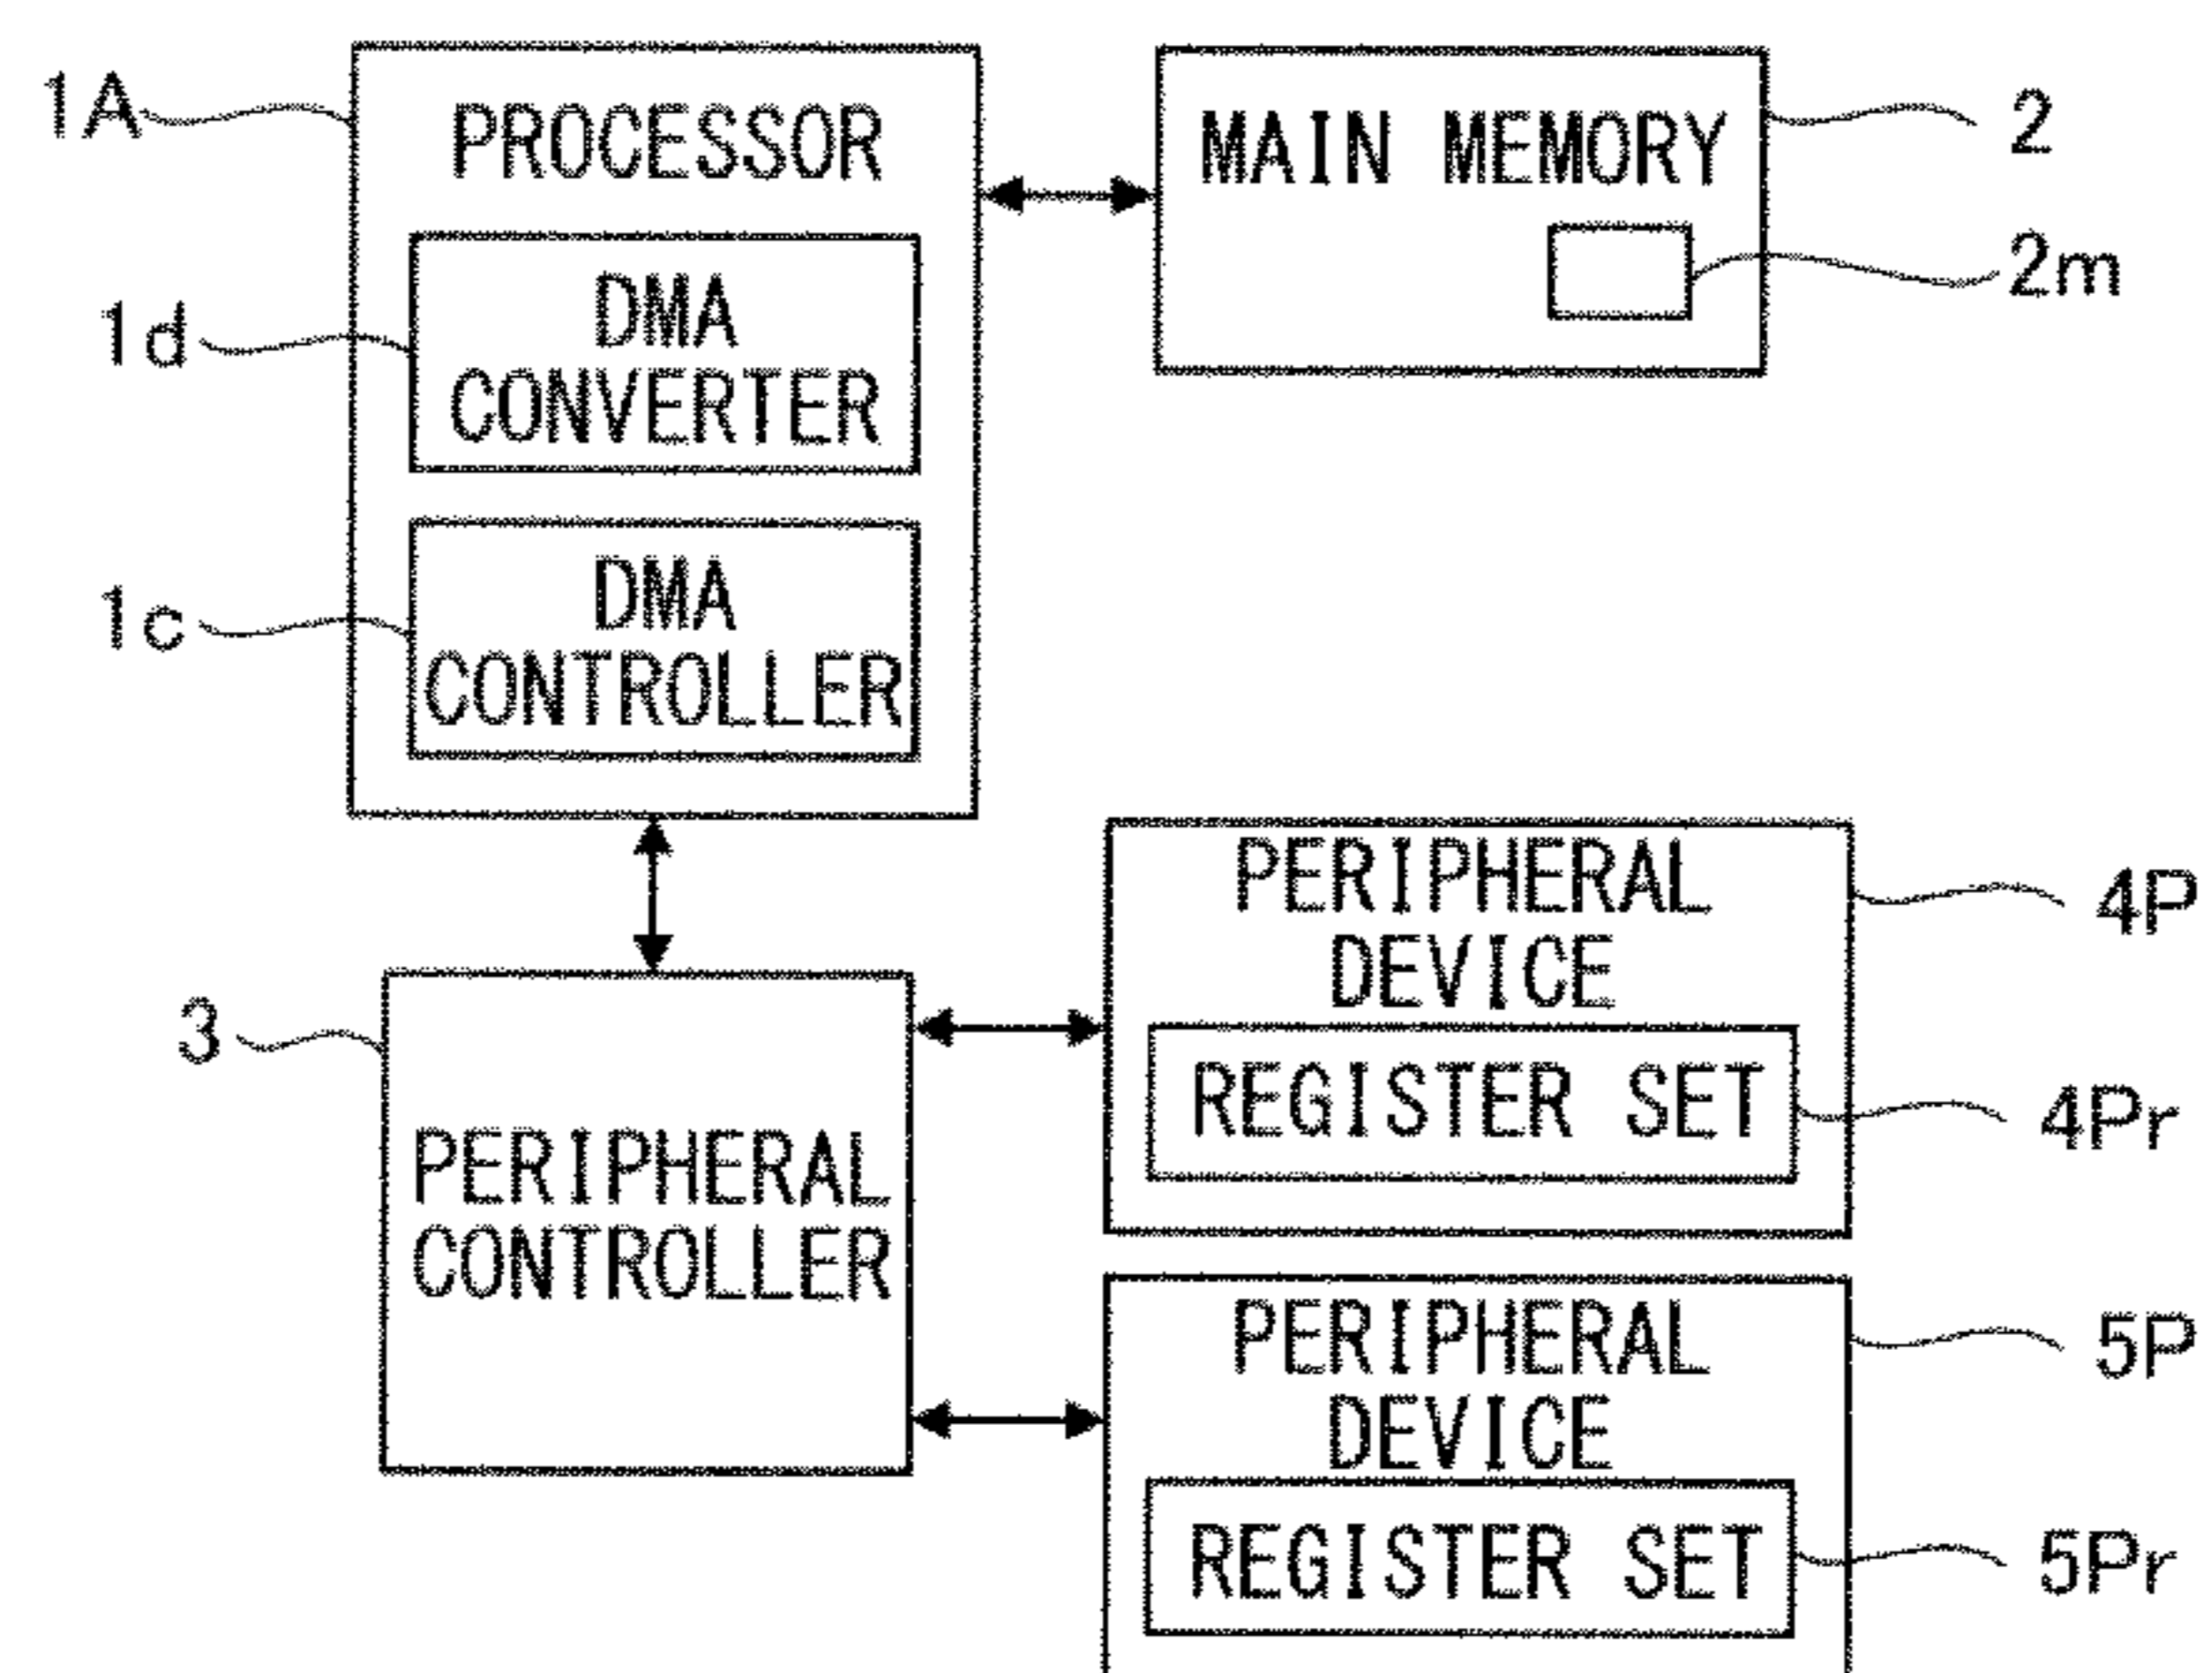 1A
PROCESSOR
MAIN MEMORY
2
2m
1d
DMA
CONVERTER
1c
DMA
CONTROLLER
3
PERIPHERAL
CONTROLLER
PERIPHERAL
DEVICE
4P
REGISTER SET
4Pr
PERIPHERAL
DEVICE
5P
REGISTER SET
5Pr